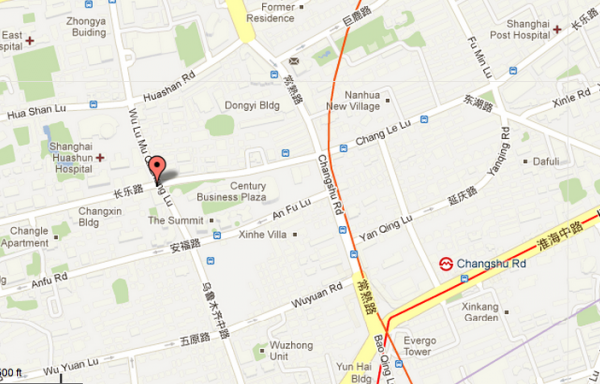 Zhongya
Buiding
Former
Residence
巨鹿路
East
Hospital
Shanghai
Post Hospital
长乐路
Fu Min Lu
Huashan Rd
常熟路
Nanhua
New Village
东湖路
Xinle Rd
Hua Shan Lu
Dongyi Bldg
Chang Le Lu
Yanqing Rd
Shanghai
Huashun
Hospital
Changshu Rd
Dafuli
长乐路
Century
Business Plaza
延庆路
Changxin
Bldg
The Summit
An Fu Lu
Changle
Apartment
安福路
Xinhe Villa
Yan Qing Lu
淮海中路
Changshu Rd
Anfu Rd
乌鲁木齐中路
Wuyuan Rd
常熟路
Xinkang
Garden
五原路
Wuzhong
Unit
Evergo
Tower
Wu Yuan Lu
Yun Hai
Bldg
Bao Qing Lu
500 ft